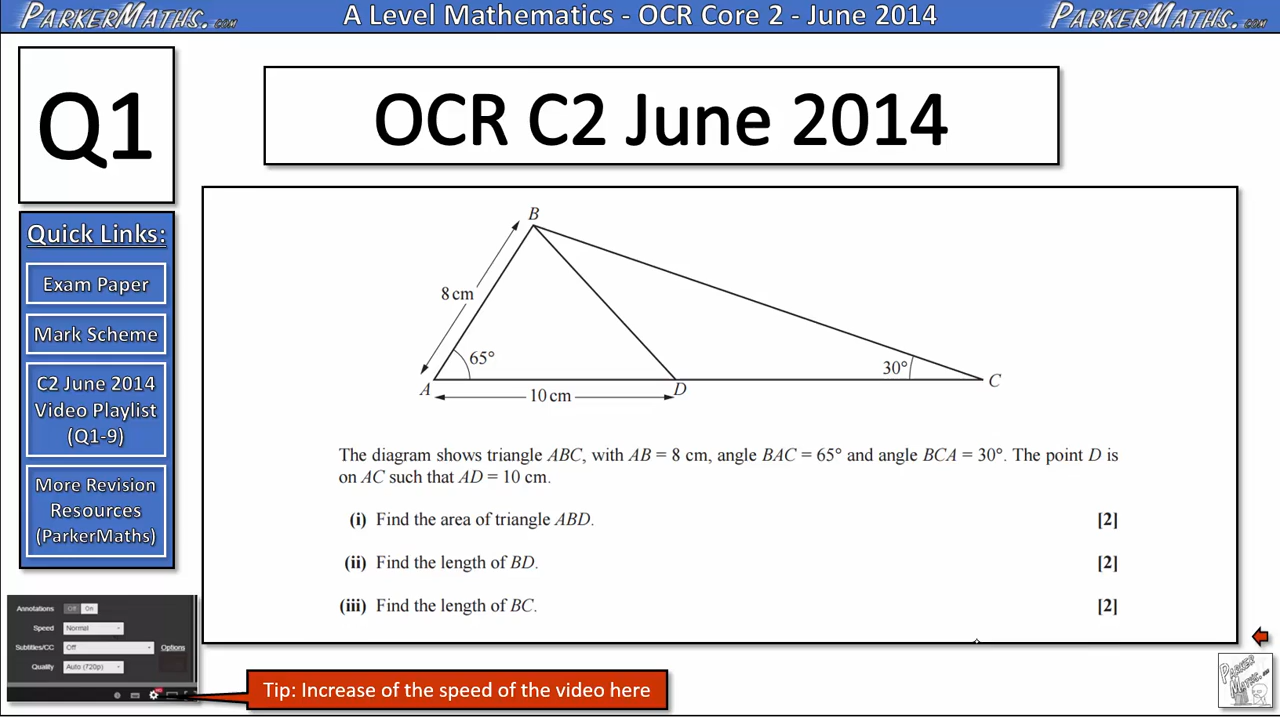 PARKERMATHS.COM
A Level Mathematics - OCR Core 2 - June 2014
PARKERMATHS.COM
Q1
OCR C2 June 2014
Quick Links:
Exam Paper
Mark Scheme
C2 June 2014
Video Playlist
(Q1-9)
More Revision
Resources
(ParkerMaths)
B
8 cm
65°
30°
A
D
C
10 cm
The diagram shows triangle ABC, with AB = 8 cm, angle BAC = 65° and angle BCA = 30°. The point D is
on AC such that AD = 10 cm.
(i) Find the area of triangle ABD. [2]
(ii) Find the length of BD. [2]
(iii) Find the length of BC. [2]
Annotations Off On
Speed Normal
Subtitles/CC Off Options
Quality Auto (720p)
Tip: Increase of the speed of the video here
PARKER
MATHS